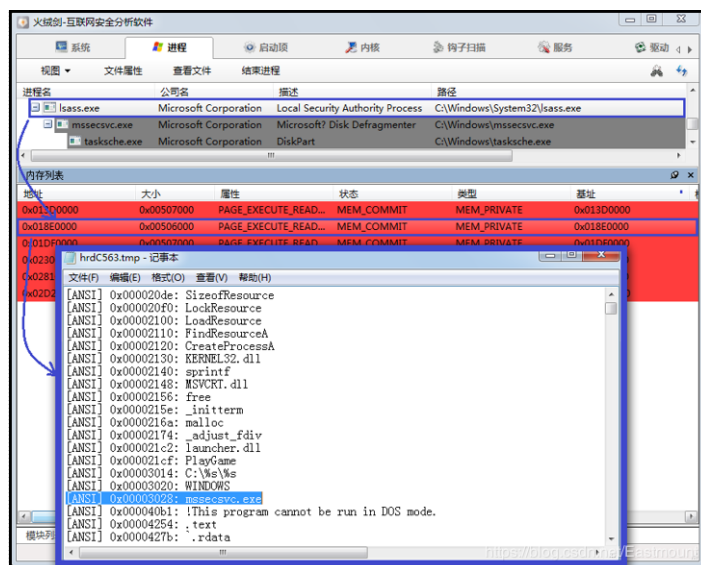 火绒剑-互联网安全分析软件
系统 进程 启动项 内核 钩子扫描 服务 驱动
视图 文件属性 查看文件 结束进程
进程名 公司名 描述 路径
lsass.exe Microsoft Corporation Local Security Authority Process C:\Windows\System32\lsass.exe
mssecsvc.exe Microsoft Corporation Microsoft? Disk Defragmenter C:\Windows\mssecsvc.exe
tasksche.exe Microsoft Corporation DiskPart C:\Windows\tasksche.exe
内存列表
地址 大小 属性 状态 类型 基址
0x013D0000 0x00507000 PAGE_EXECUTE_READ... MEM_COMMIT MEM_PRIVATE 0x013D0000
0x018E0000 0x00506000 PAGE_EXECUTE_READ... MEM_COMMIT MEM_PRIVATE 0x018E0000
0x01DF0000 0x00507000 PAGE_EXECUTE_READ... MEM_COMMIT MEM_PRIVATE 0x01DF0000
0x0230
0x0281
0x02D2
hrdC563.tmp - 记事本
文件(F) 编辑(E) 格式(O) 查看(V) 帮助(H)
[ANSI] 0x000020de: SizeofResource
[ANSI] 0x000020f0: LockResource
[ANSI] 0x00002100: LoadResource
[ANSI] 0x00002110: FindResourceA
[ANSI] 0x00002120: CreateProcessA
[ANSI] 0x00002130: KERNEL32.dll
[ANSI] 0x00002140: sprintf
[ANSI] 0x00002148: MSVCRT.dll
[ANSI] 0x00002156: free
[ANSI] 0x0000215e: _initterm
[ANSI] 0x0000216a: malloc
[ANSI] 0x00002174: _adjust_fdiv
[ANSI] 0x000021c2: launcher.dll
[ANSI] 0x000021cf: PlayGame
[ANSI] 0x00003014: C:\%s\%s
[ANSI] 0x00003020: WINDOWS
[ANSI] 0x00003028: mssecsvc.exe
[ANSI] 0x000040b1: !This program cannot be run in DOS mode.
[ANSI] 0x00004254: .text
[ANSI] 0x0000427b: `.rdata
模块列
https://blog.csdn.net/Eastmount